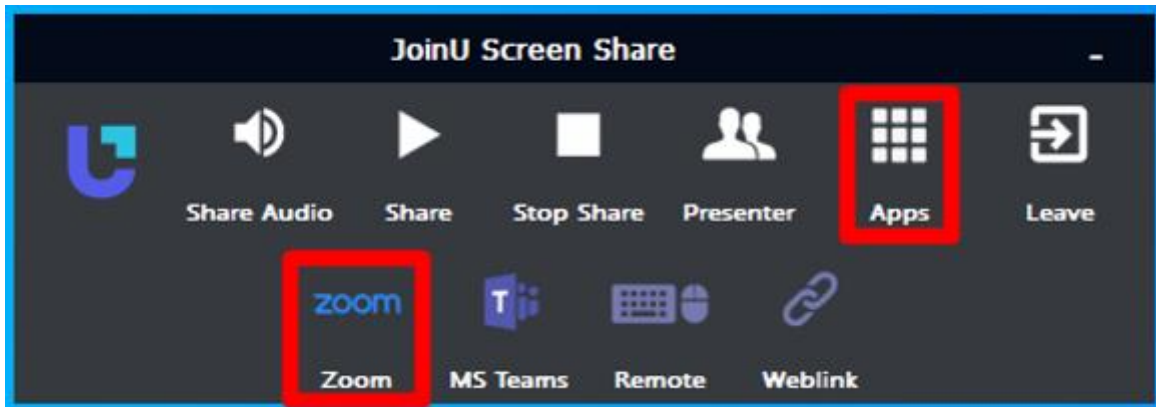 JoinU Screen Share
Share Audio Share Stop Share Presenter Apps Leave
zoom T
Zoom MS Teams Remote Weblink